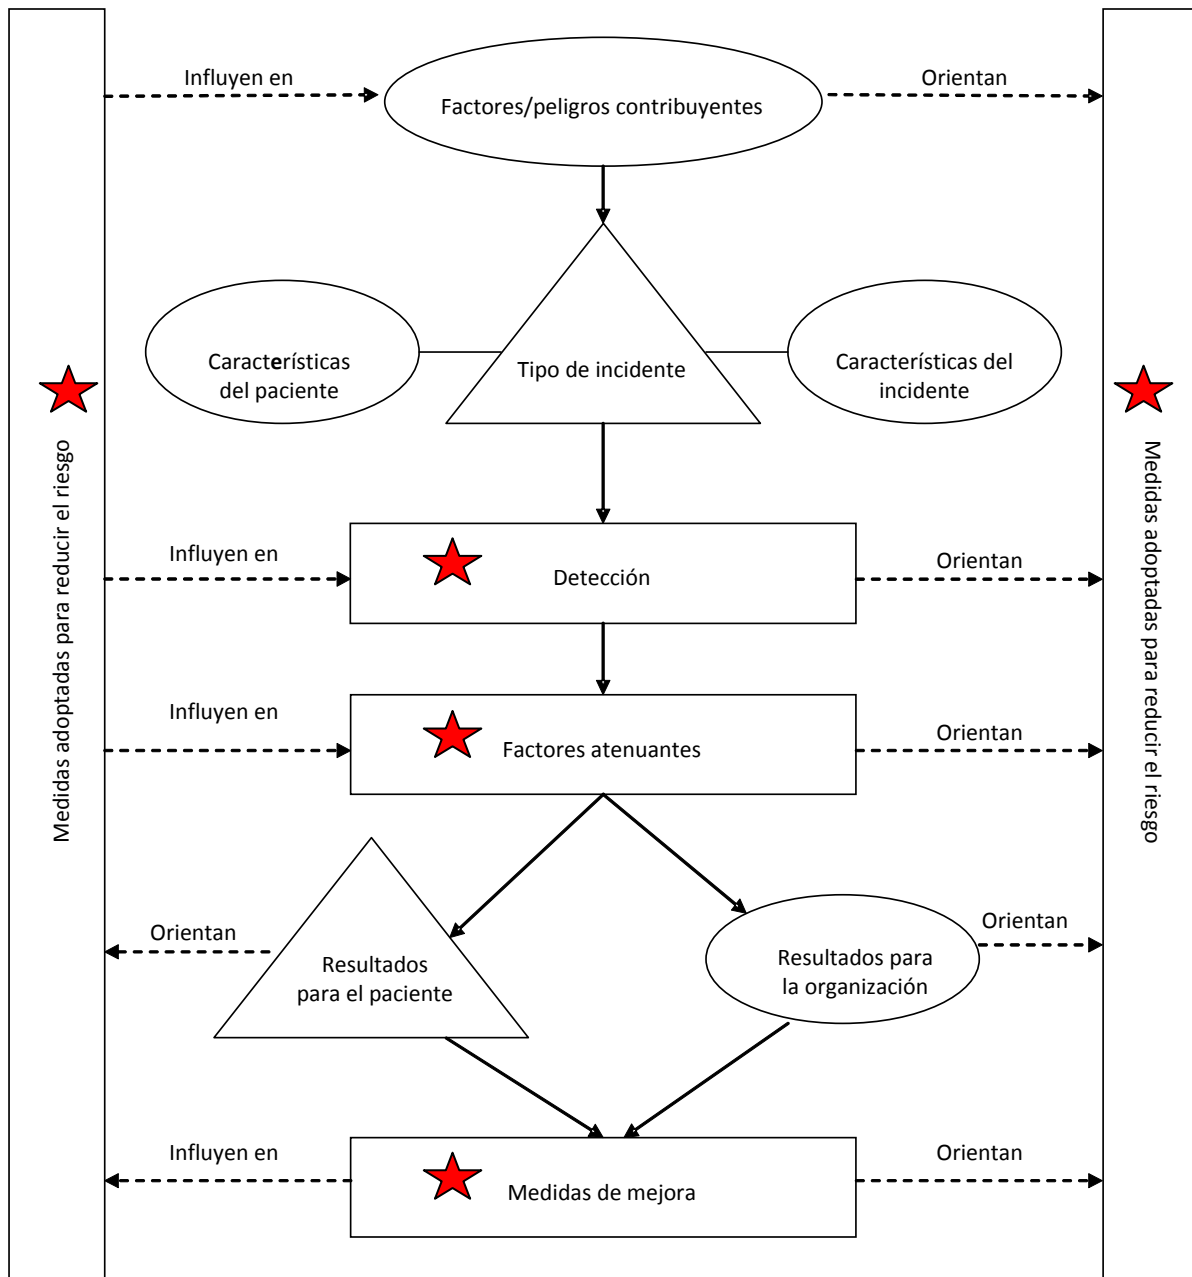 Influyen en
Orientan
Factores/peligros contribuyentes
Características
del paciente
Tipo de incidente
Características del
incidente
Medidas adoptadas para reducir el riesgo
Medidas adoptadas para reducir el riesgo
Influyen en
Detección
Orientan
Influyen en
Factores atenuantes
Orientan
Orientan
Resultados
para el paciente
Resultados para
la organización
Orientan
Influyen en
Medidas de mejora
Orientan